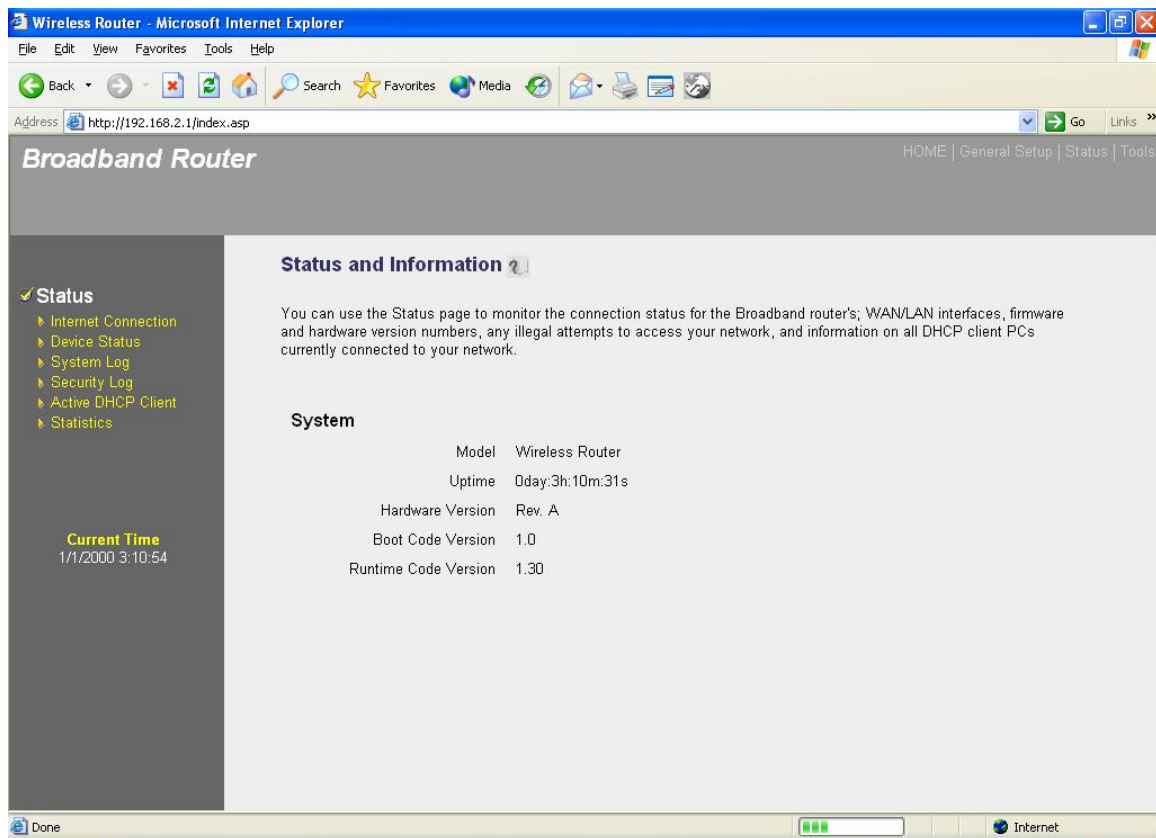 Wireless Router - Microsoft Internet Explorer
File Edit View Favorites Tools Help
Back Search Favorites Media
Address http://192.168.2.1/index.asp Go Links »
Broadband Router
HOME | General Setup | Status | Tools
Status
Internet Connection
Device Status
System Log
Security Log
Active DHCP Client
Statistics
Current Time
1/1/2000 3:10:54
Status and Information
You can use the Status page to monitor the connection status for the Broadband router's; WAN/LAN interfaces, firmware
and hardware version numbers, any illegal attempts to access your network, and information on all DHCP client PCs
currently connected to your network.
System
Model Wireless Router
Uptime 0day:3h:10m:31s
Hardware Version Rev. A
Boot Code Version 1.0
Runtime Code Version 1.30
Done Internet